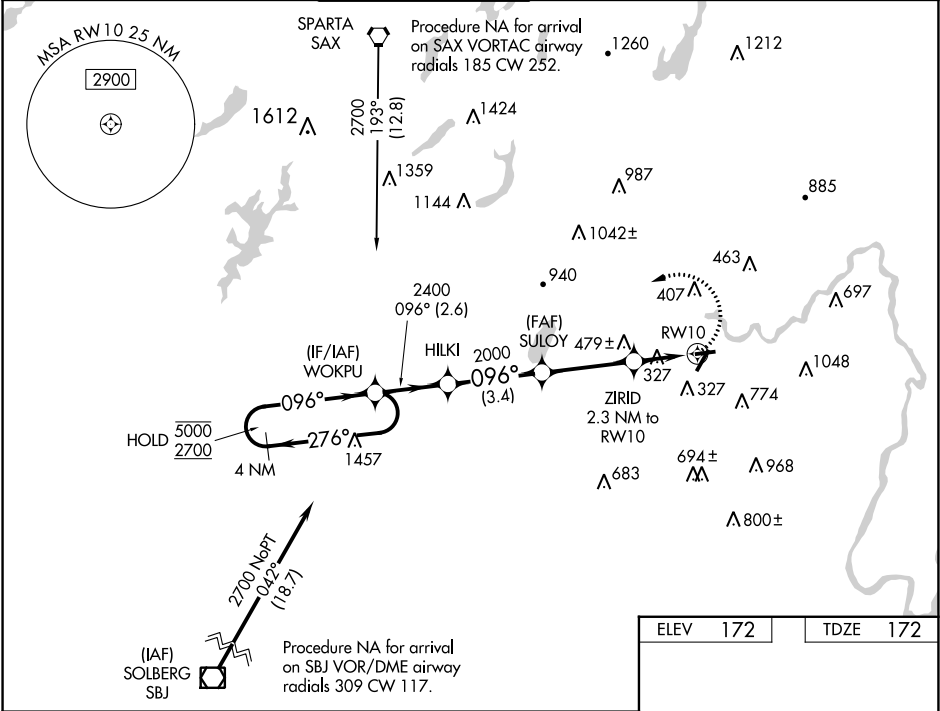 MSA RW10 25 NM
2900
SPARTA
SAX
Procedure NA for arrival
on SAX VORTAC airway
radials 185 CW 252.
1260
1212
1612
2700
193°
(12.8)
1424
1359
1144
987
885
1042±
463
940
407
697
2400
096° (2.6)
(FAF)
SULOY
479±
RW10
(IF/IAF)
WOKPU
HILKI
2000
096°
(3.4)
327
1048
ZIRID
2.3 NM to
RW10
327
774
096°
HOLD 5000
2700
276°
4 NM
1457
683
694±
968
800±
2700 NoPT
042°
(18.7)
(IAF)
SOLBERG
SBJ
Procedure NA for arrival
on SBJ VOR/DME airway
radials 309 CW 117.
ELEV 172
TDZE 172